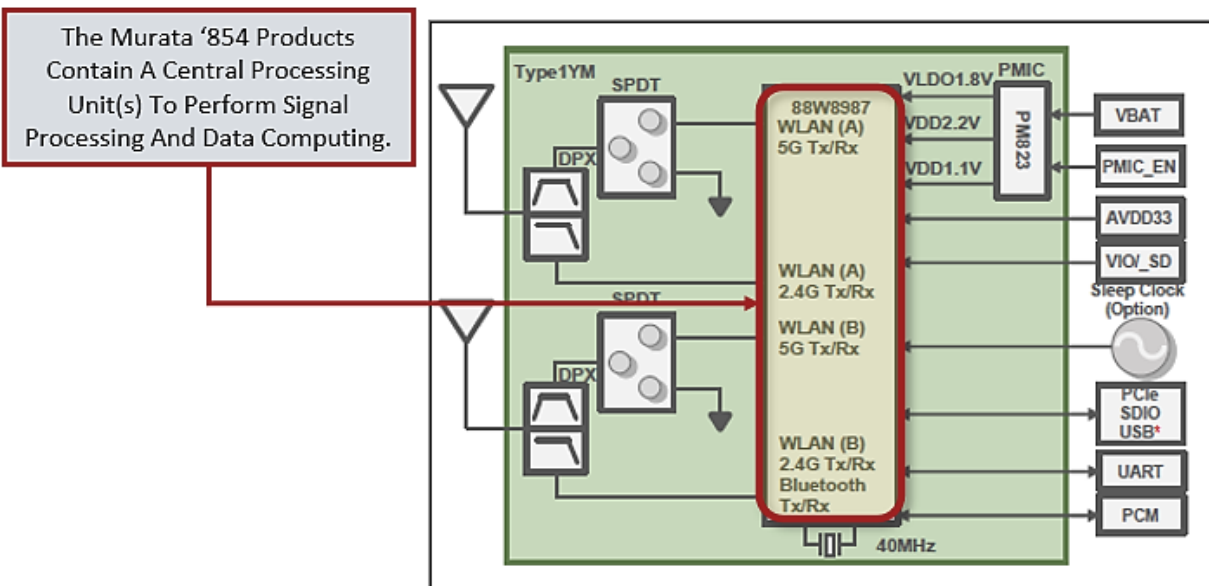 The Murata ‘854 Products
Contain A Central Processing
Unit(s) To Perform Signal
Processing And Data Computing.
Type1YM
SPDT
DPX
88W8987
WLAN (A)
5G Tx/Rx
WLAN (A)
2.4G Tx/Rx
SPDT
DPX
WLAN (B)
5G Tx/Rx
WLAN (B)
2.4G Tx/Rx
Bluetooth
Tx/Rx
40MHz
VLDO1.8V
VDD2.2V
VDD1.1V
PMIC
PM823
VBAT
PMIC_EN
AVDD33
VIO/_SD
Sleep Clock
(Option)
PCIe
SDIO
USB*
UART
PCM